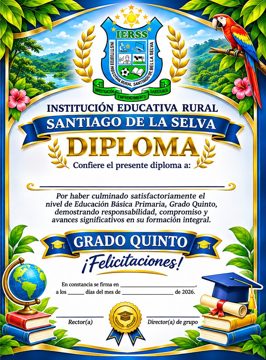 IERSS
INSTITUCIÓN EDUCATIVA RURAL
SANTIAGO DE LA SELVA
DIPLOMA
Confiere el presente diploma a:
Por haber culminado satisfactoriamente el
nivel de Educación Básica Primaria, Grado Quinto,
demostrando responsabilidad, compromiso y
avances significativos en su formación integral.
GRADO QUINTO
¡Felicitaciones!
En constancia se firma en
a los ______ días del mes de ____________ de 2026.
Rector(a)
Director(a) de grupo